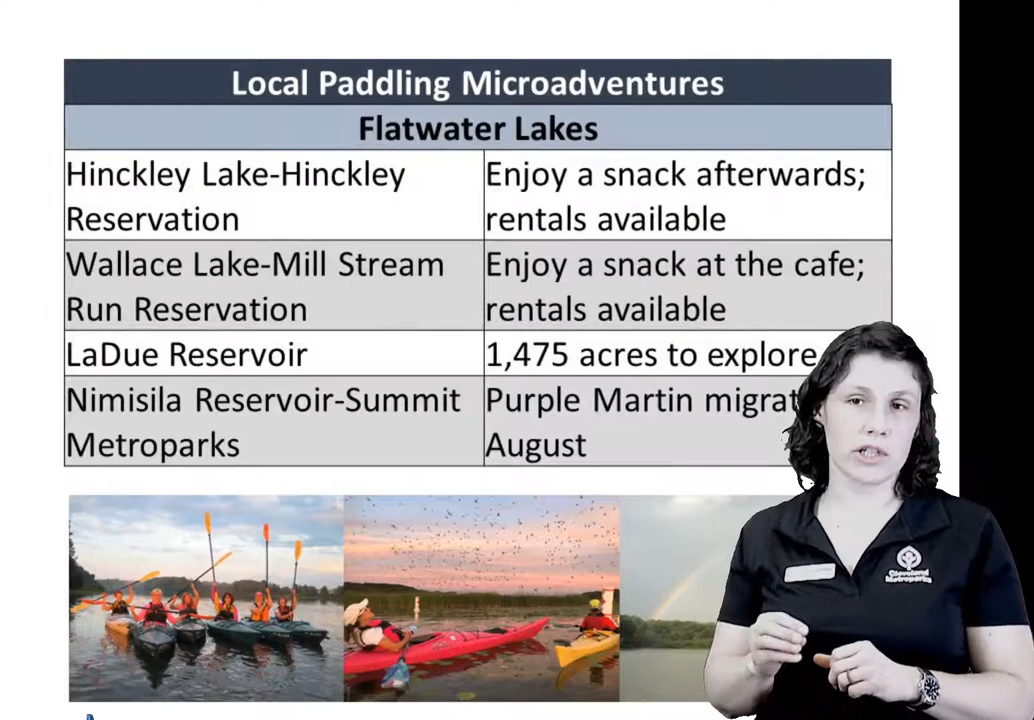 Local Paddling Microadventures
Flatwater Lakes
Hinckley Lake-Hinckley
Reservation
Enjoy a snack afterwards;
rentals available
Wallace Lake-Mill Stream
Run Reservation
Enjoy a snack at the cafe;
rentals available
LaDue Reservoir
1,475 acres to explore
Nimisila Reservoir-Summit
Metroparks
Purple Martin migrat
August
Cleveland
Metroparks